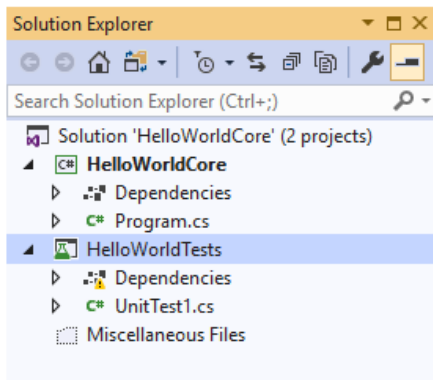 Solution Explorer
Search Solution Explorer (Ctrl+;)
Solution 'HelloWorldCore' (2 projects)
C# HelloWorldCore
Dependencies
C# Program.cs
HelloWorldTests
Dependencies
C# UnitTest1.cs
Miscellaneous Files